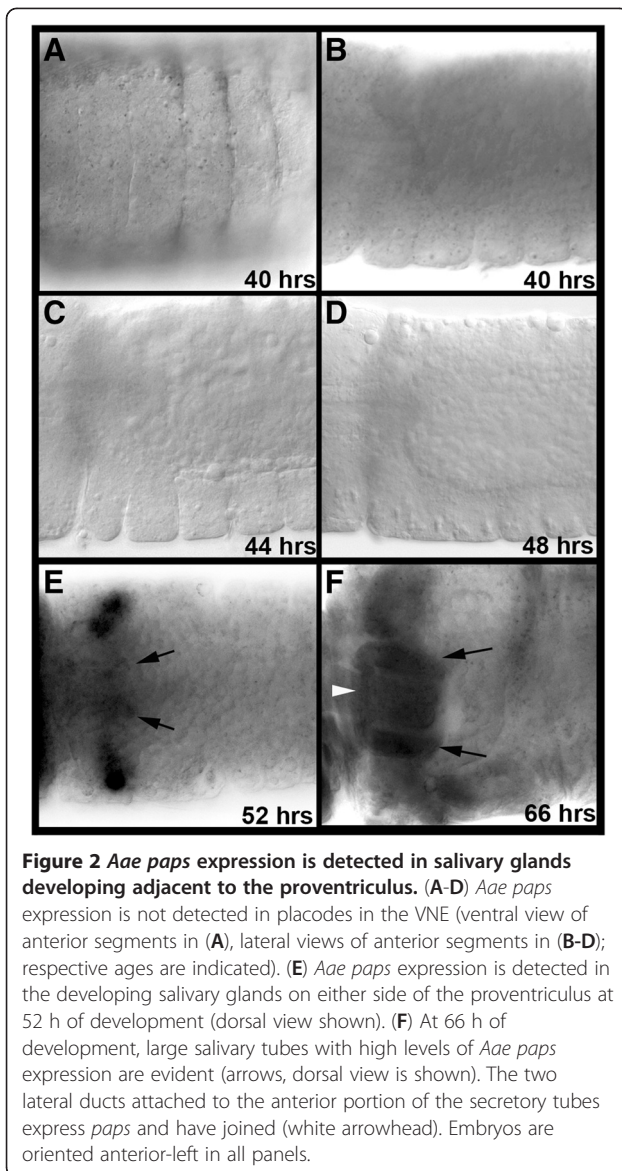 A
B
40 hrs
40 hrs
C
D
44 hrs
48 hrs
E
F
52 hrs
66 hrs
Figure 2 Aae paps expression is detected in salivary glands
developing adjacent to the proventriculus. (A-D) Aae paps
expression is not detected in placodes in the VNE (ventral view of
anterior segments in (A), lateral views of anterior segments in (B-D);
respective ages are indicated). (E) Aae paps expression is detected in
the developing salivary glands on either side of the proventriculus at
52 h of development (dorsal view shown). (F) At 66 h of
development, large salivary tubes with high levels of Aae paps
expression are evident (arrows, dorsal view is shown). The two
lateral ducts attached to the anterior portion of the secretory tubes
express paps and have joined (white arrowhead). Embryos are
oriented anterior-left in all panels.